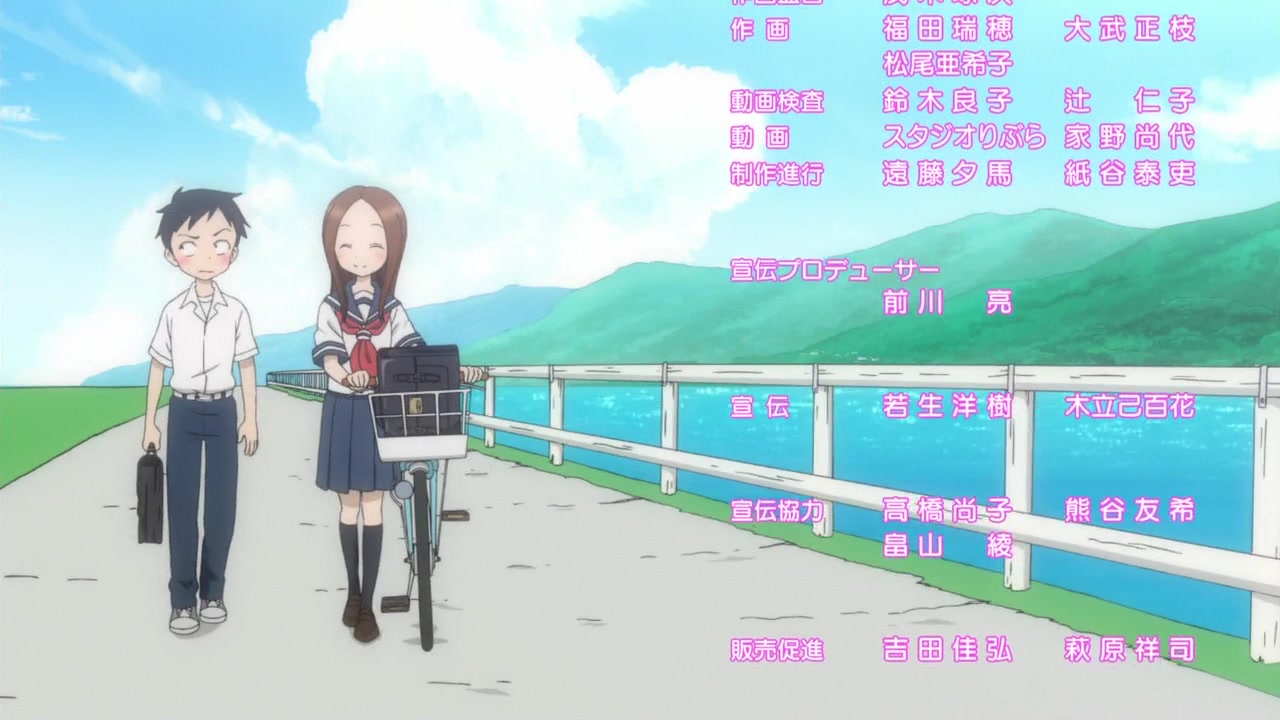 作画 福田瑞穂 大武正枝
松尾亜希子
動画検査 鈴木良子 辻 仁子
動画 スタジオりぶら 家野尚代
制作進行 遠藤夕馬 紙谷泰吏
宣伝プロデューサー
前川 亮
宣伝 若生洋樹 木立己百花
宣伝協力 高橋尚子 熊谷友希
畠山 綾
販売促進 吉田佳弘 萩原祥司